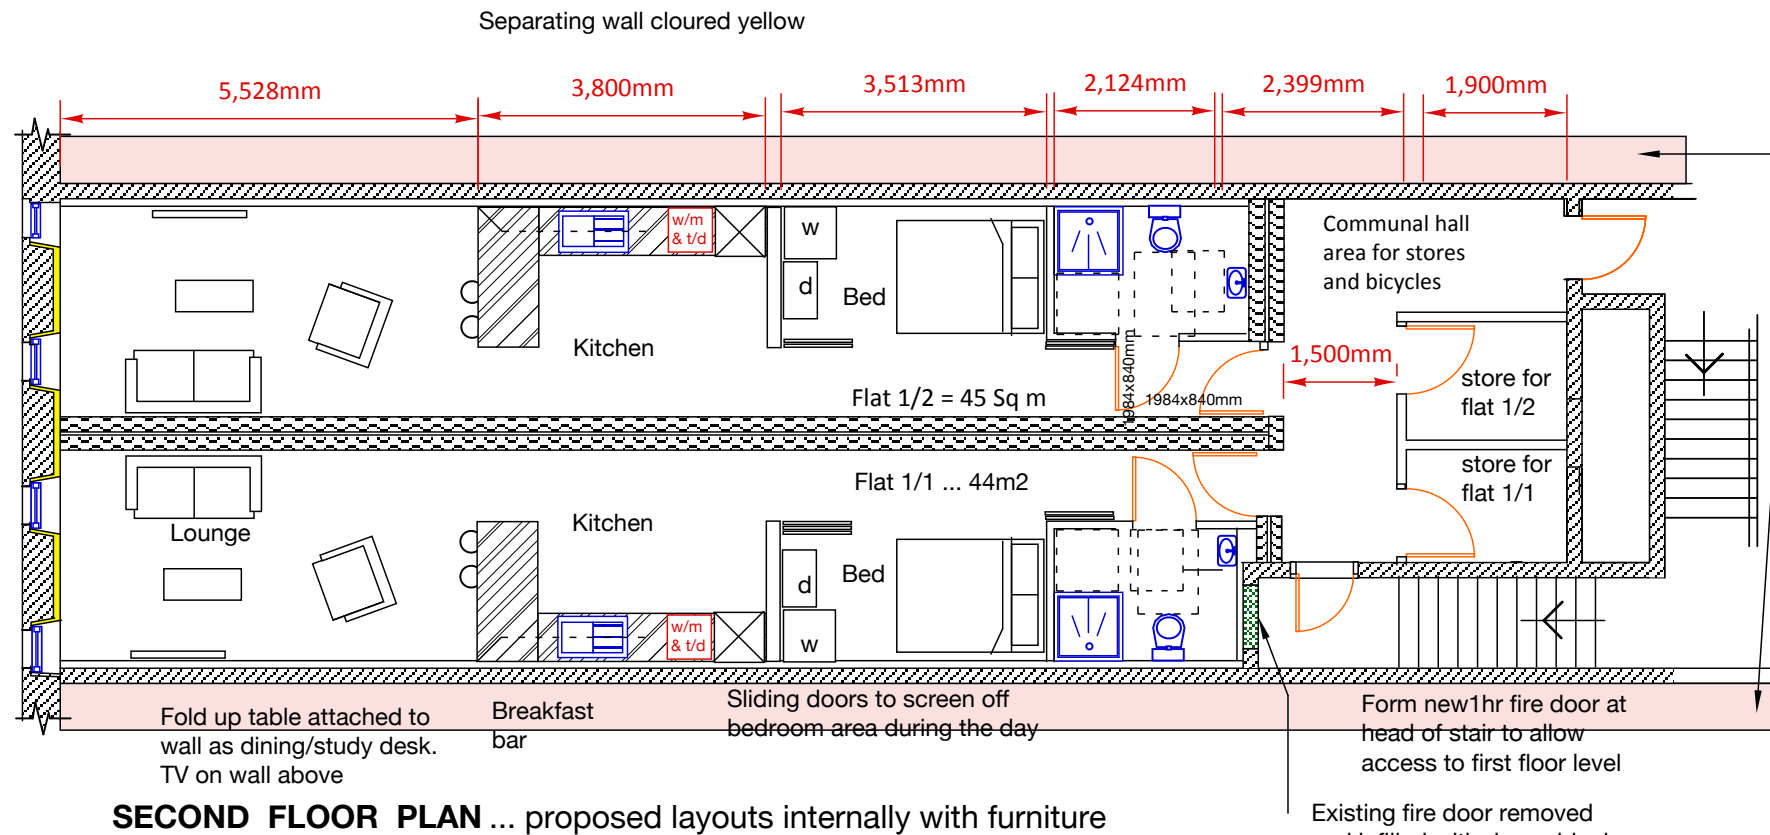 Separating wall cloured yellow
5,528mm
3,800mm
3,513mm
2,124mm
2,399mm
1,900mm
w/m
& t/d
w
d
Bed
Kitchen
Communal hall
area for stores
and bicycles
1,500mm
1984x840mm
1984x840mm
store for
flat 1/2
Flat 1/2 = 45 Sq m
Flat 1/1 ... 44m2
store for
flat 1/1
Lounge
Kitchen
Bed
d
w
w/m
& t/d
Fold up table attached to
wall as dining/study desk.
TV on wall above
Breakfast
bar
Sliding doors to screen off
bedroom area during the day
Form new1hr fire door at
head of stair to allow
access to first floor level
SECOND FLOOR PLAN ... proposed layouts internally with furniture
Existing fire door removed